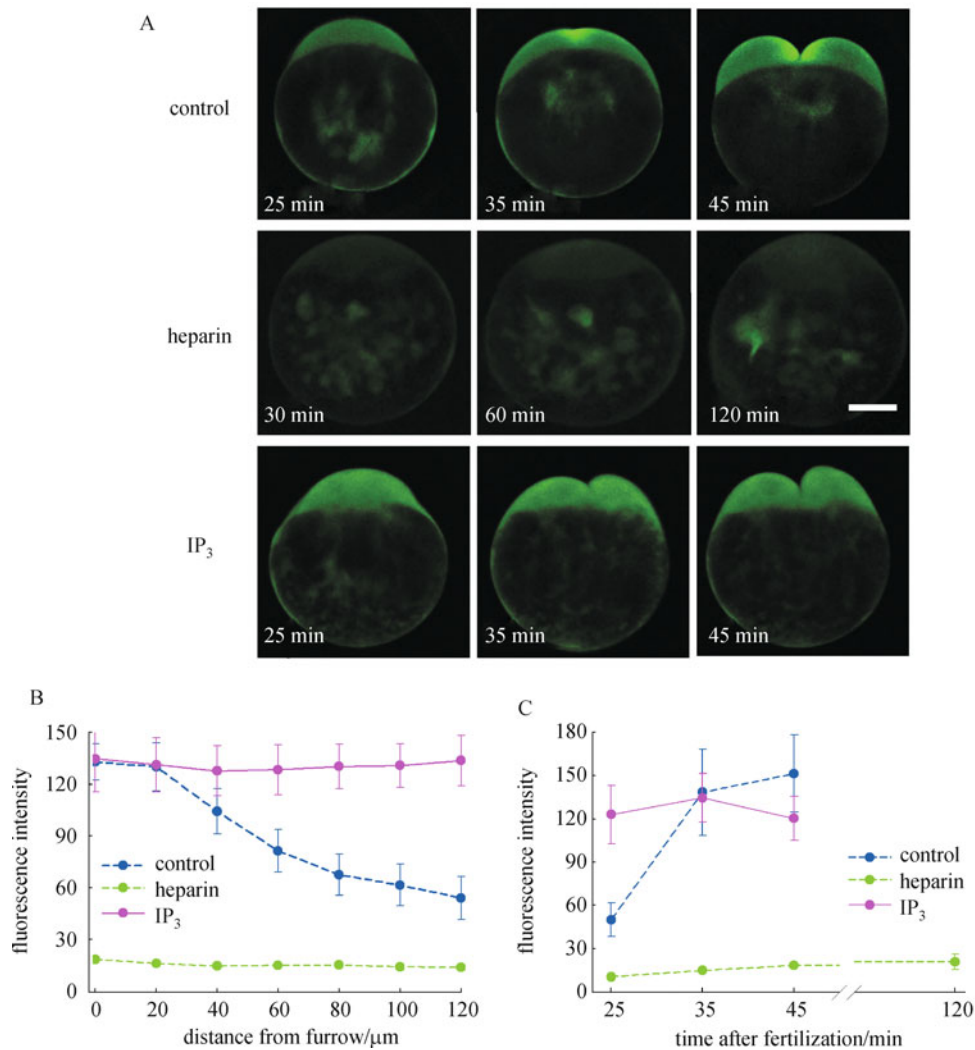 A
control
25 min
35 min
45 min
heparin
30 min
60 min
120 min
IP₃
25 min
35 min
45 min
B
fluorescence intensity
150
120
90
60
30
0
control
heparin
IP₃
0 20 40 60 80 100 120
distance from furrow/μm
C
fluorescence intensity
180
150
120
90
60
30
0
control
heparin
IP₃
25 35 45 120
time after fertilization/min